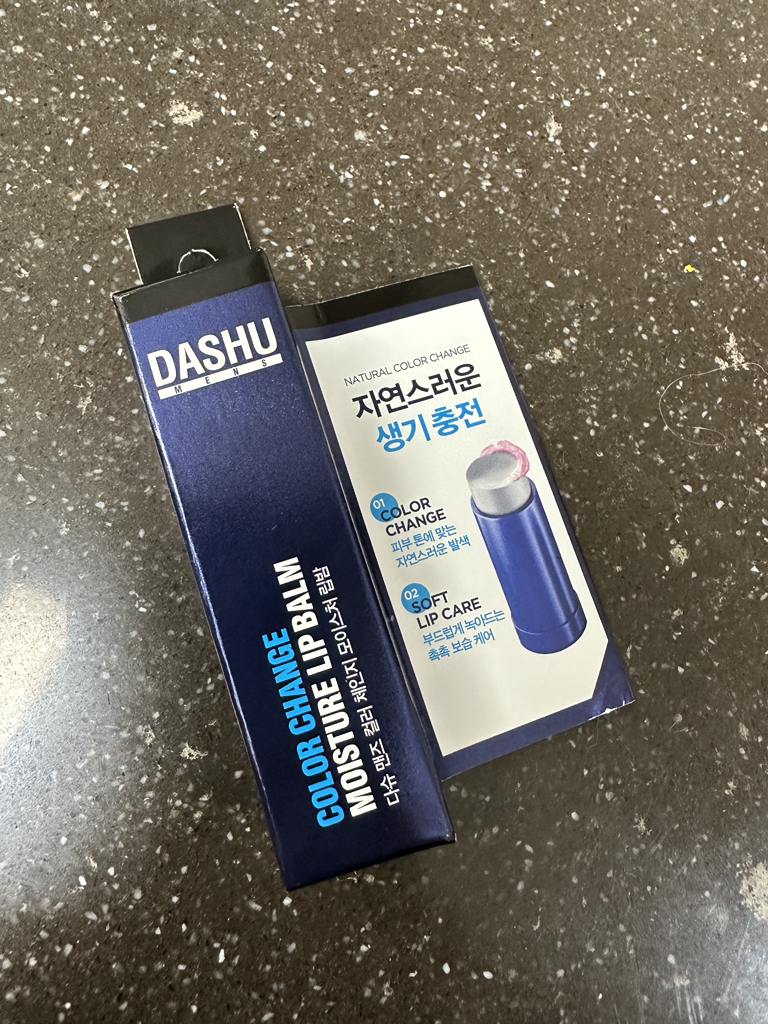 DASHU
MENS
COLOR CHANGE
MOISTURE LIP BALM
다슈 맨즈 컬러 체인지 모이스처 립밤
NATURAL COLOR CHANGE
자연스러운
생기 충전
01
COLOR
CHANGE
피부 톤에 맞는
자연스러운 발색
02
SOFT
LIP CARE
부드럽게 녹아드는
촉촉 보습 케어